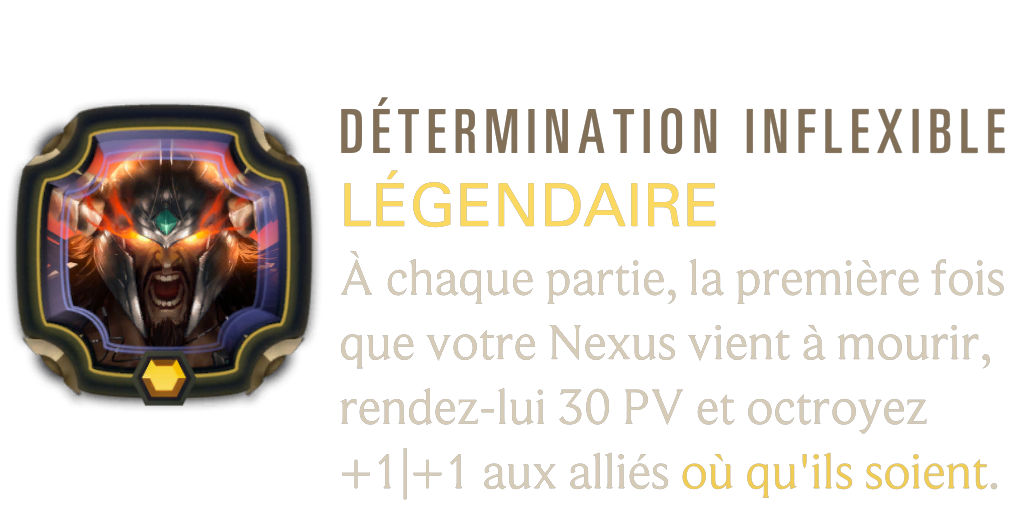 DÉTERMINATION INFLEXIBLE
LÉGENDAIRE
À chaque partie, la première fois
que votre Nexus vient à mourir,
rendez-lui 30 PV et octroyez
+1|+1 aux alliés où qu'ils soient.